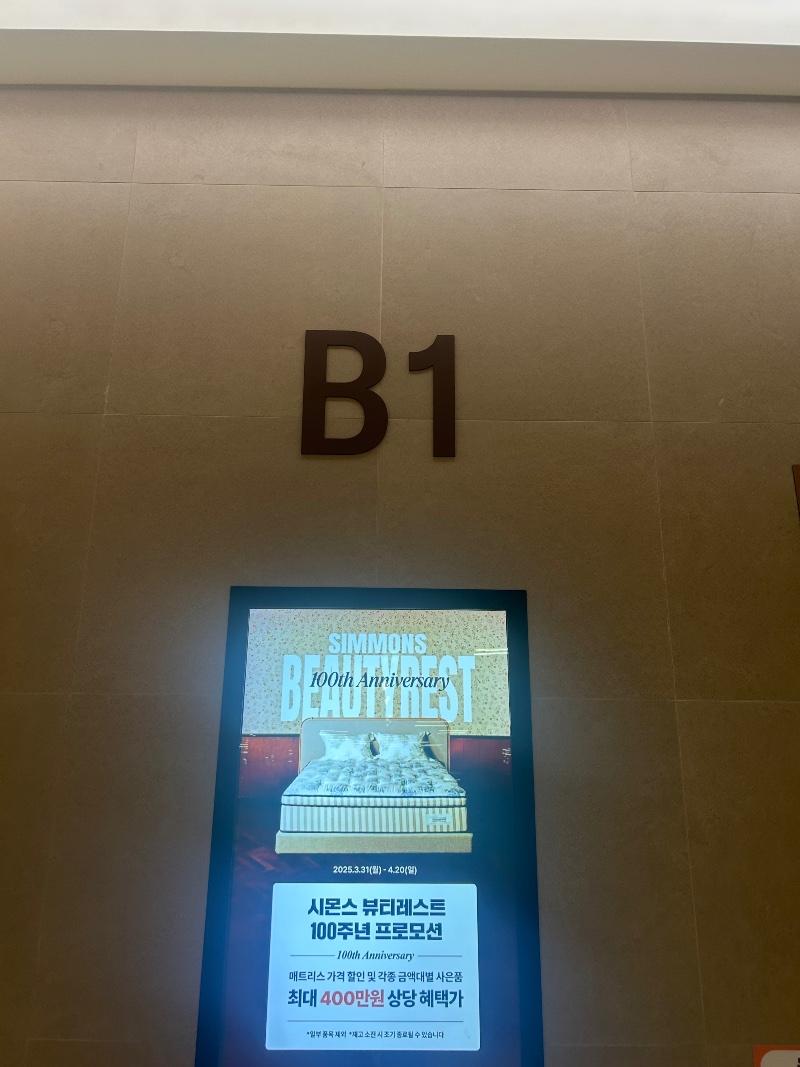 B1
SIMMONS
BEAUTYREST
100th Anniversary
2025.3.31(월) - 4.20(일)
시몬스 뷰티레스트
100주년 프로모션
100th Anniversary
매트리스 가격 할인 및 각종 금액대별 사은품
최대 400만원 상당 혜택가
*일부 품목 제외 *재고 소진 시 조기 종료될 수 있습니다